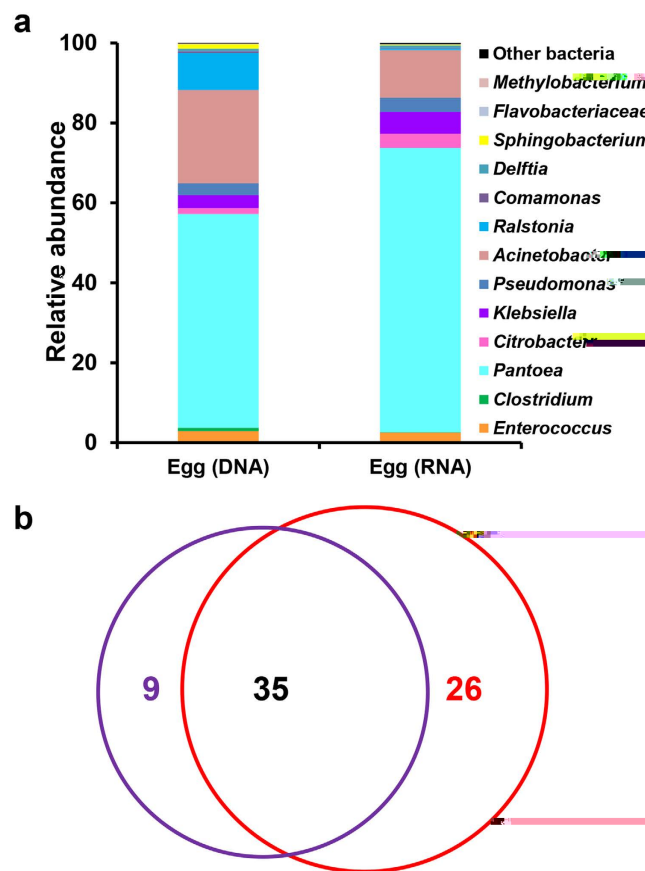 a
100
80
60
40
20
0
Relative abundance
Egg (DNA)
Egg (RNA)
Other bacteria
Methylobacterium
Flavobacteriaceae
Sphingobacterium
Delftia
Comamonas
Ralstonia
Acinetobacter
Pseudomonas
Klebsiella
Citrobacter
Pantoea
Clostridium
Enterococcus
b
9
35
26